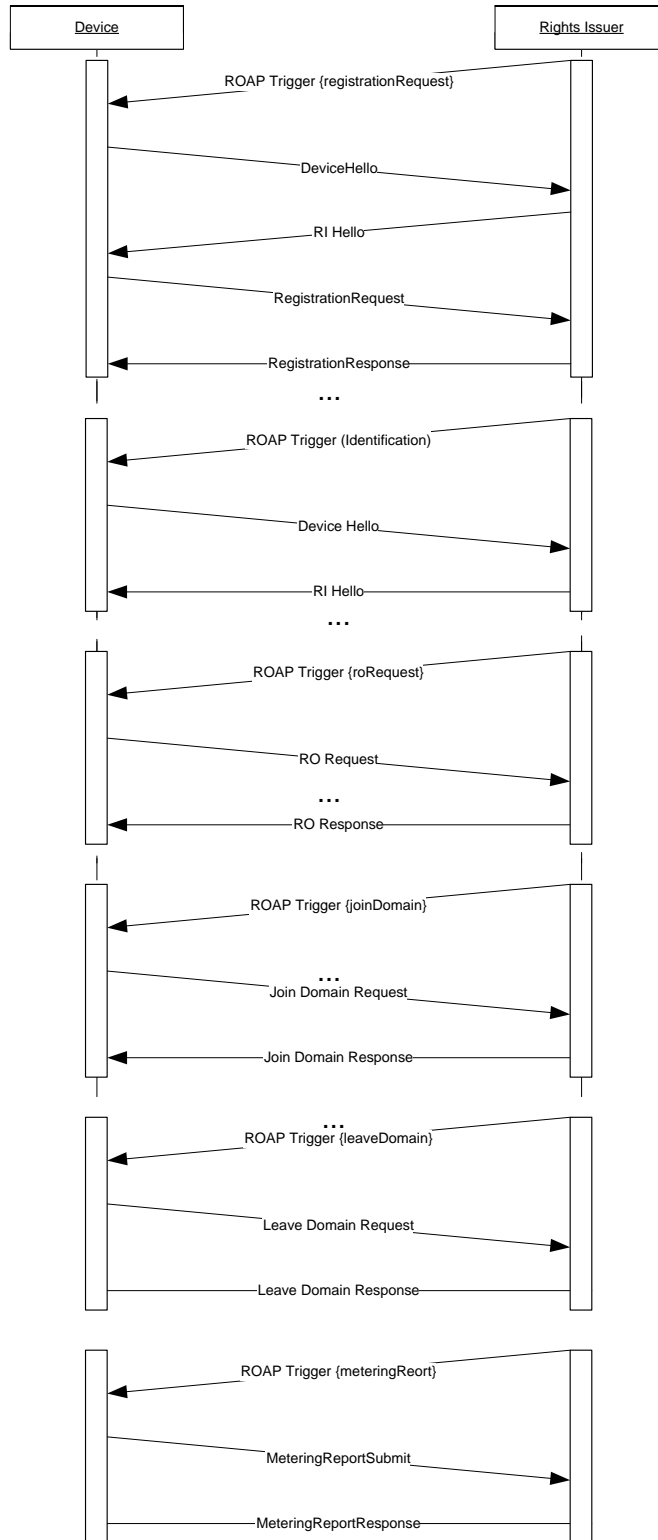 Device
Rights Issuer
ROAP Trigger {registrationRequest}
DeviceHello
RI Hello
RegistrationRequest
RegistrationResponse
...
ROAP Trigger (Identification)
Device Hello
RI Hello
...
ROAP Trigger {roRequest}
RO Request
...
RO Response
ROAP Trigger {joinDomain}
...
Join Domain Request
Join Domain Response
...
ROAP Trigger {leaveDomain}
Leave Domain Request
Leave Domain Response
ROAP Trigger {meteringReort}
MeteringReportSubmit
MeteringReportResponse